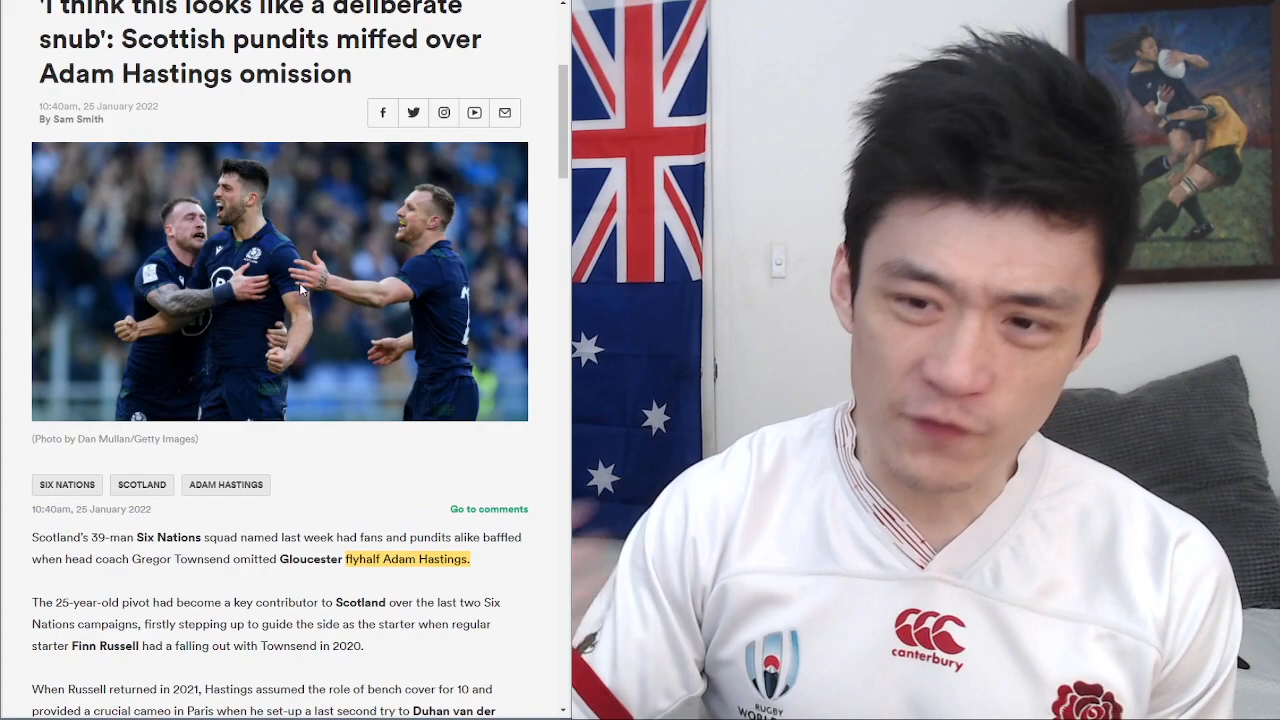 'I think this looks like a deliberate
snub': Scottish pundits miffed over
Adam Hastings omission
10:40am, 25 January 2022
By Sam Smith
(Photo by Dan Mullan/Getty Images)
SIX NATIONS
SCOTLAND
ADAM HASTINGS
10:40am, 25 January 2022
Go to comments
Scotland's 39-man Six Nations squad named last week had fans and pundits alike baffled
when head coach Gregor Townsend omitted Gloucester flyhalf Adam Hastings.
The 25-year-old pivot had become a key contributor to Scotland over the last two Six
Nations campaigns, firstly stepping up to guide the side as the starter when regular
starter Finn Russell had a falling out with Townsend in 2020.
When Russell returned in 2021, Hastings assumed the role of bench cover for 10 and
provided a crucial cameo in Paris when he set-up a last second try to Duhan van der
canterbury
RUGBY